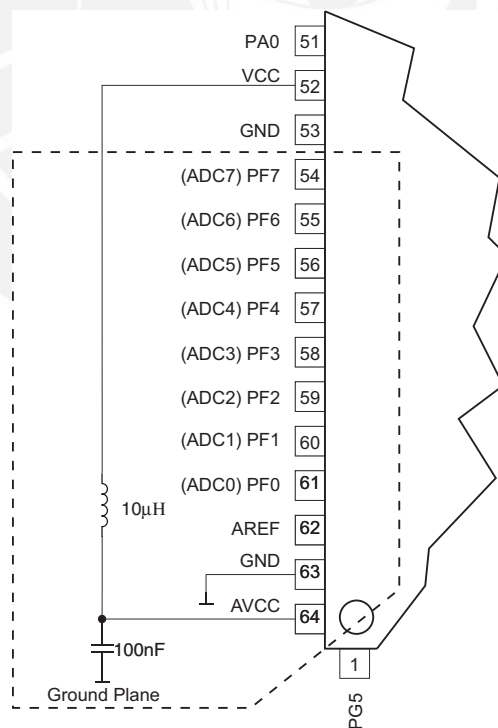 PA0 51
VCC 52
GND 53
(ADC7) PF7 54
(ADC6) PF6 55
(ADC5) PF5 56
(ADC4) PF4 57
(ADC3) PF3 58
(ADC2) PF2 59
(ADC1) PF1 60
(ADC0) PF0 61
10μH
AREF 62
GND 63
AVCC 64
100nF
Ground Plane
1
PG5